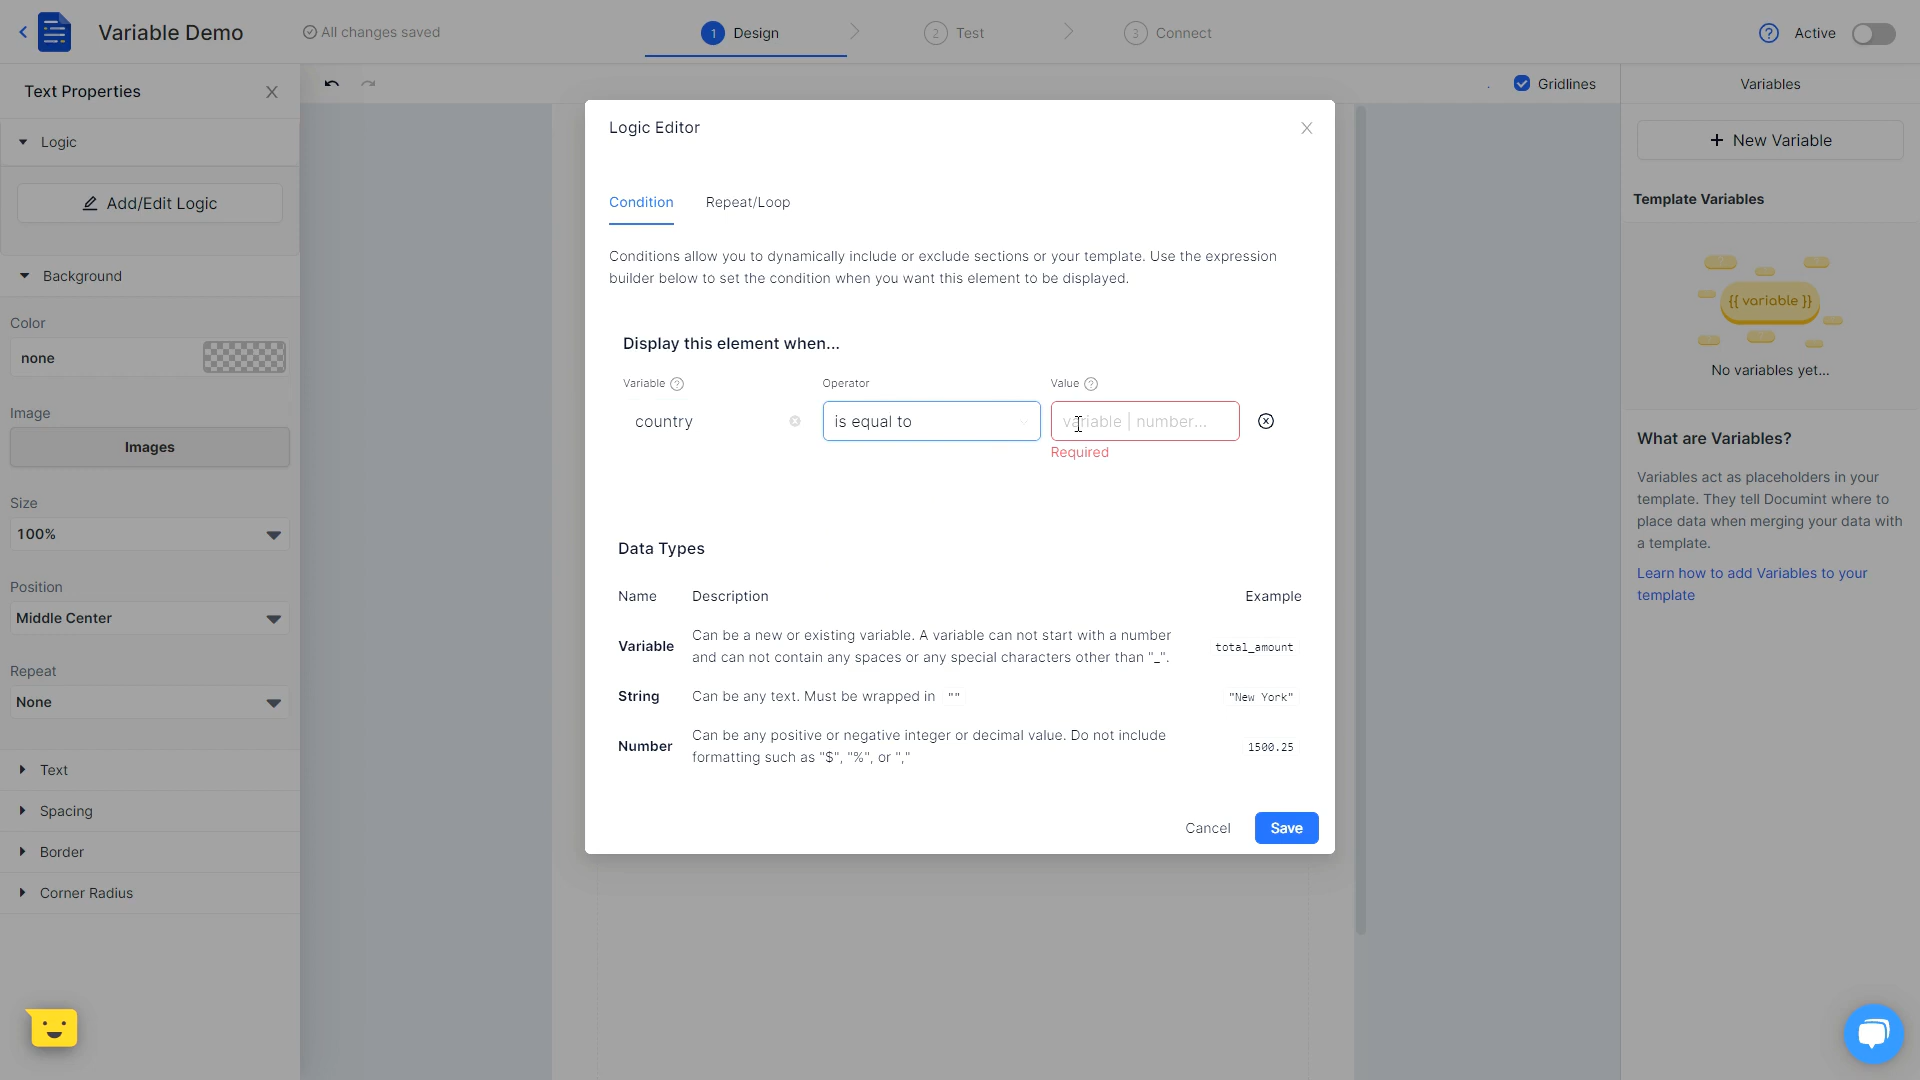 Variable Demo
All changes saved
1 Design
2 Test
3 Connect
? Active
Text Properties
Gridlines
Variables
Logic
Add/Edit Logic
Background
Color
none
Image
Images
Size
100%
Position
Middle Center
Repeat
None
Text
Spacing
Border
Corner Radius
Logic Editor
Condition
Repeat/Loop
Conditions allow you to dynamically include or exclude sections or your template. Use the expression
builder below to set the condition when you want this element to be displayed.
Display this element when...
Variable ?
Operator
Value ?
country
is equal to
variable | number...
Required
Data Types
Name Description Example
Variable
Can be a new or existing variable. A variable can not start with a number
and can not contain any spaces or any special characters other than "_".
total_amount
String Can be any text. Must be wrapped in "" "New York"
Number
Can be any positive or negative integer or decimal value. Do not include
formatting such as "$", "%", or ","
1500.25
Cancel
Save
+ New Variable
Template Variables
{{ variable }}
No variables yet...
What are Variables?
Variables act as placeholders in your
template. They tell Documint where to
place data when merging your data with
a template.
Learn how to add Variables to your
template